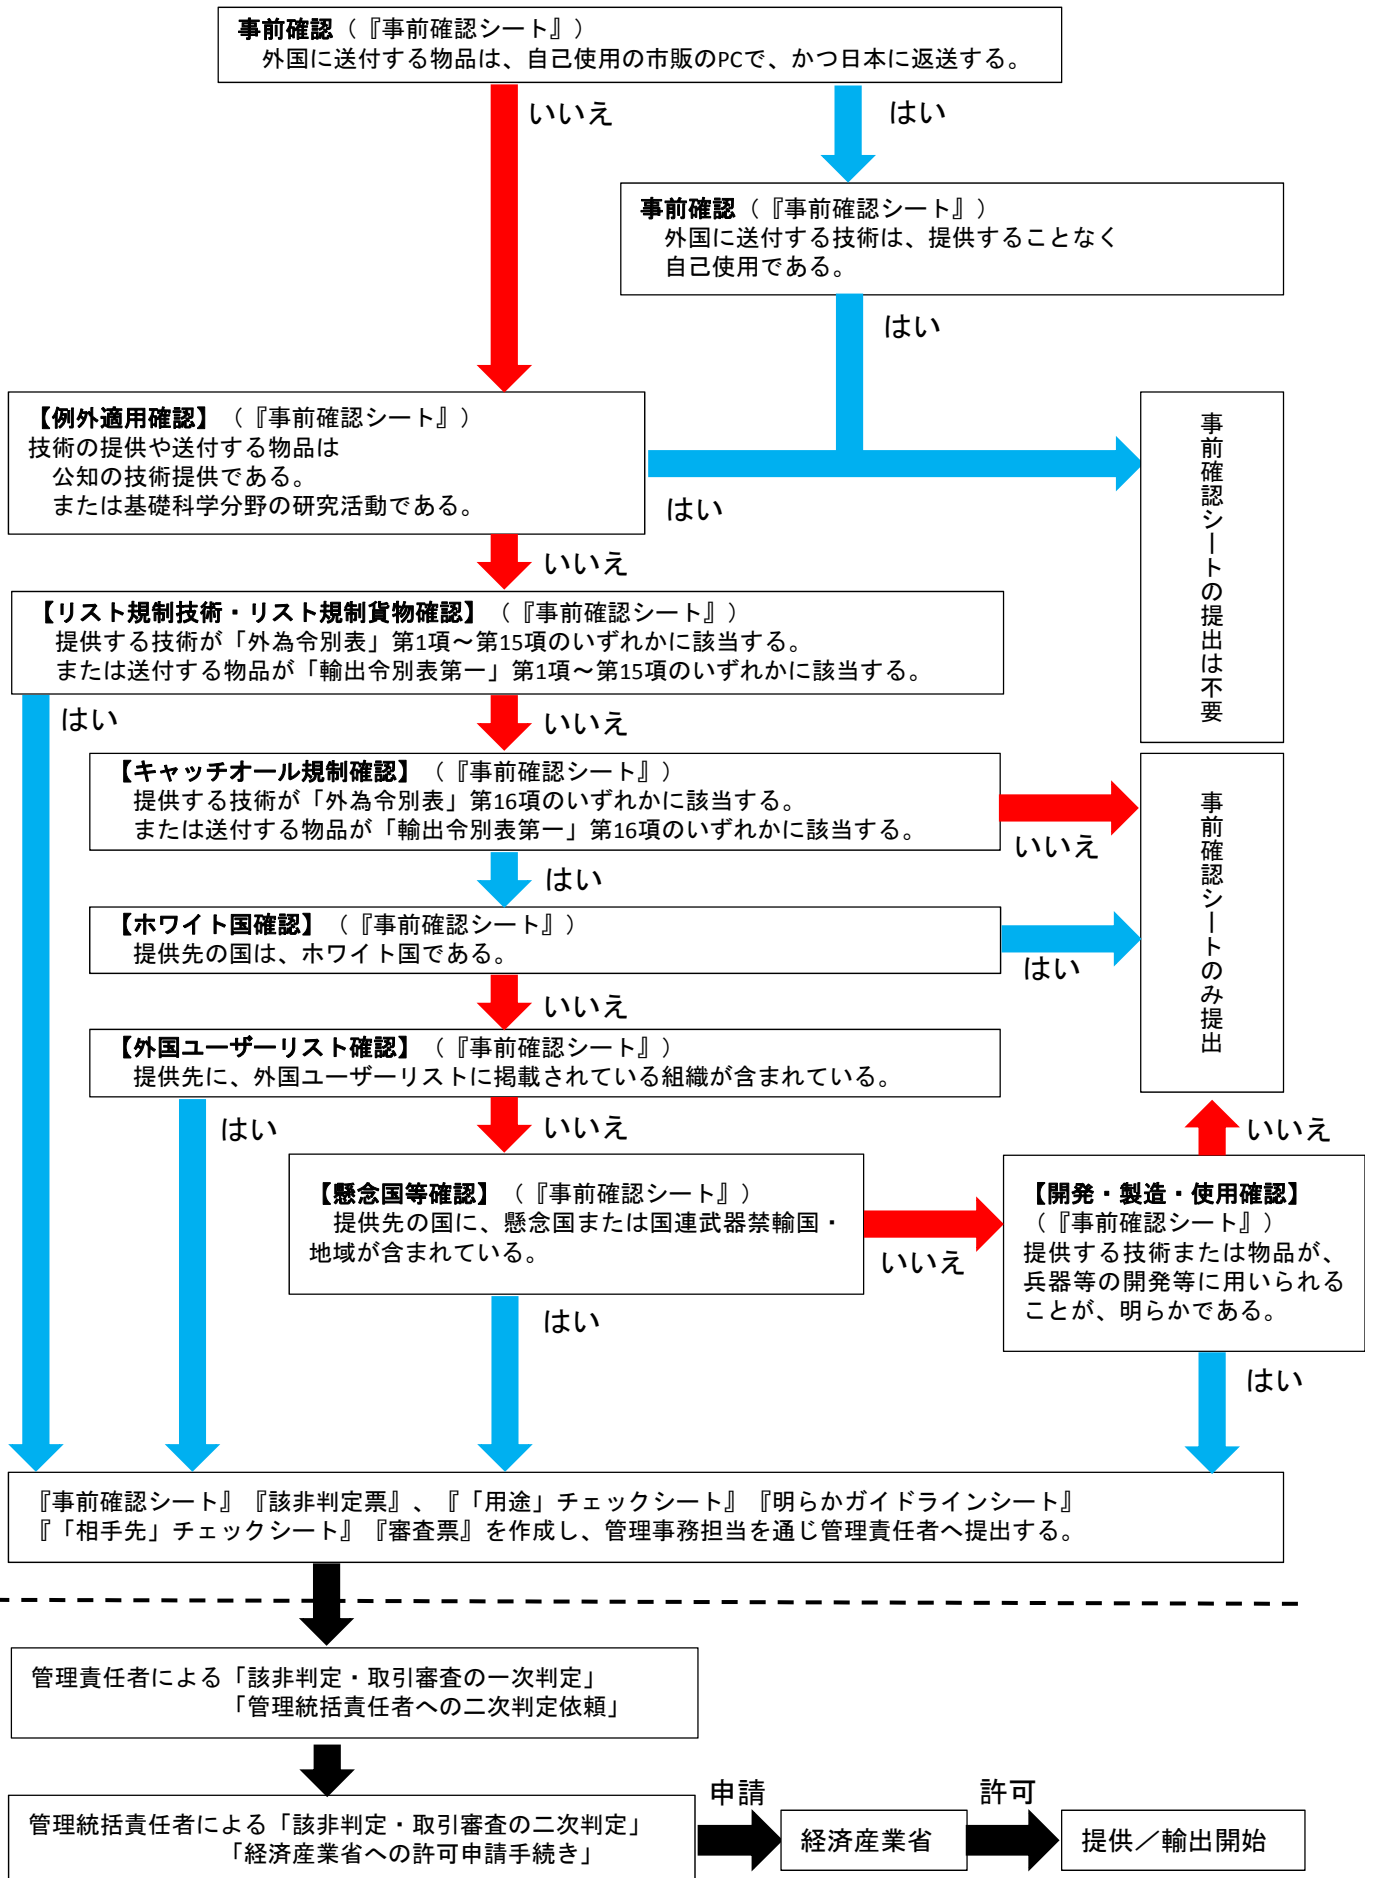 事前確認（『事前確認シート』）
外国に送付する物品は、自己使用の市販のPCで、かつ日本に返送する。
いいえ
はい
事前確認（『事前確認シート』）
外国に送付する技術は、提供することなく
自己使用である。
はい
【例外適用確認】（『事前確認シート』）
技術の提供や送付する物品は
公知の技術提供である。
または基礎科学分野の研究活動である。
はい
事前確認シートの提出は不要
いいえ
【リスト規制技術・リスト規制貨物確認】（『事前確認シート』）
提供する技術が「外為令別表」第1項～第15項のいずれかに該当する。
または送付する物品が「輸出令別表第一」第1項～第15項のいずれかに該当する。
はい
いいえ
【キャッチオール規制確認】（『事前確認シート』）
提供する技術が「外為令別表」第16項のいずれかに該当する。
または送付する物品が「輸出令別表第一」第16項のいずれかに該当する。
いいえ
事前確認シートのみ提出
はい
【ホワイト国確認】（『事前確認シート』）
提供先の国は、ホワイト国である。
はい
いいえ
【外国ユーザーリスト確認】（『事前確認シート』）
提供先に、外国ユーザーリストに掲載されている組織が含まれている。
はい
いいえ
いいえ
【懸念国等確認】（『事前確認シート』）
提供先の国に、懸念国または国連武器禁輸国・
地域が含まれている。
いいえ
【開発・製造・使用確認】
（『事前確認シート』）
提供する技術または物品が、
兵器等の開発等に用いられる
ことが、明らかである。
はい
はい
『事前確認シート』『該非判定票』、『「用途」チェックシート』『明らかガイドラインシート』
『「相手先」チェックシート』『審査票』を作成し、管理事務担当を通じ管理責任者へ提出する。
管理責任者による「該非判定・取引審査の一次判定」
「管理統括責任者への二次判定依頼」
管理統括責任者による「該非判定・取引審査の二次判定」
「経済産業省への許可申請手続き」
申請
経済産業省
許可
提供／輸出開始